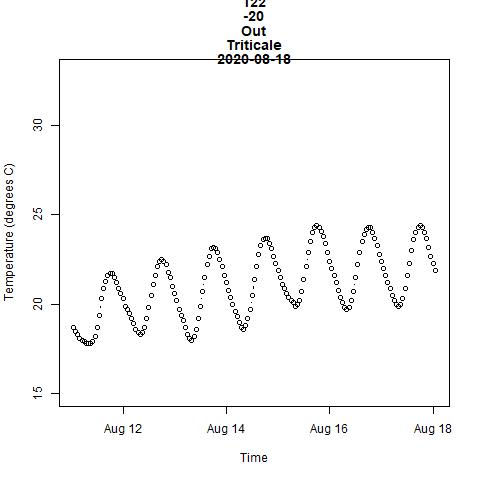 122
-20
Out
Triticale
2020-08-18
Temperature (degrees C)
30
25
20
15
Aug 12
Aug 14
Aug 16
Aug 18
Time